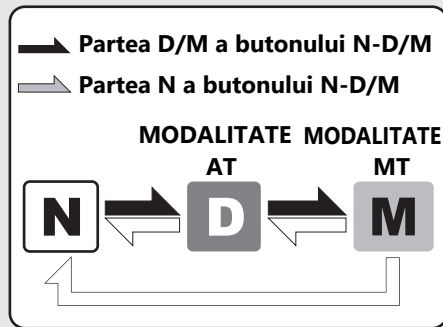 Partea D/M a butonului N-D/M
Partea N a butonului N-D/M
MODALITATE MODALITATE
AT MT
N D M